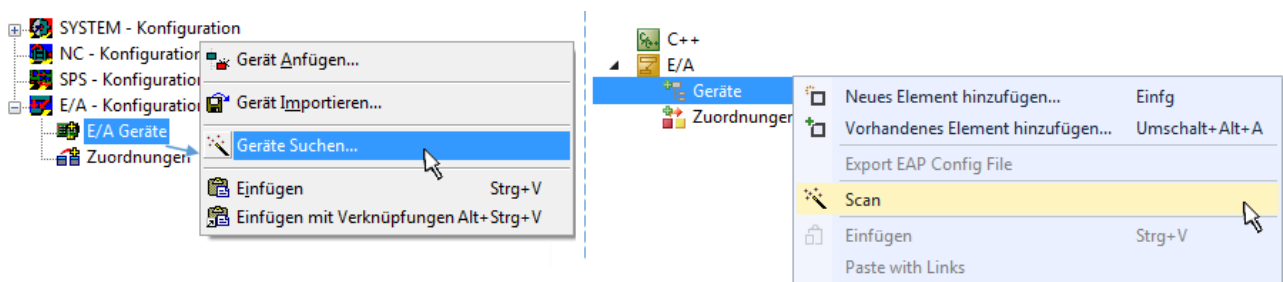 SYSTEM - Konfiguration
NC - Konfiguration
SPS - Konfiguration
E/A - Konfiguration
E/A Geräte
Zuordnungen
Gerät Anfügen...
Gerät Importieren...
Geräte Suchen...
Einfügen Strg+V
Einfügen mit Verknüpfungen Alt+Strg+V
C++
E/A
Geräte
Zuordnungen
Neues Element hinzufügen... Einfg
Vorhandenes Element hinzufügen... Umschalt+Alt+A
Export EAP Config File
Scan
Einfügen Strg+V
Paste with Links